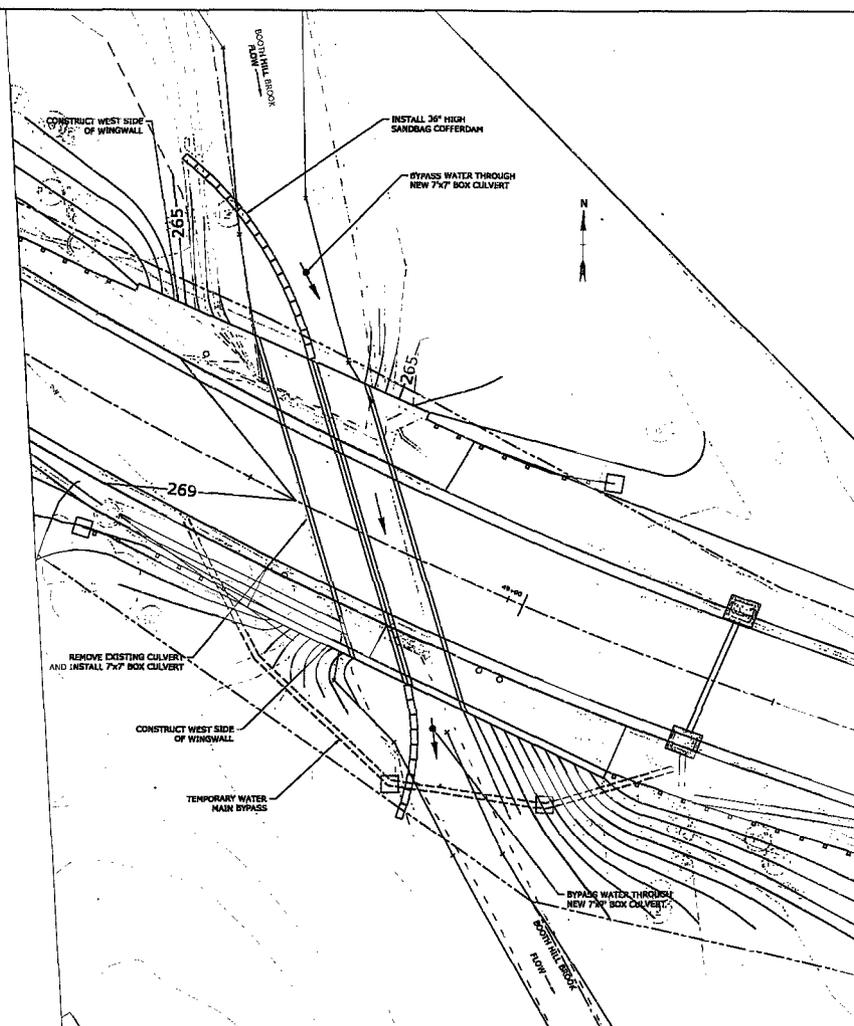 BOOTH HILL BROOK
FLOW
CONSTRUCT WEST SIDE
OF WINGWALL
INSTALL 36" HIGH
SANDBAG COFFERDAM
BYPASS WATER THROUGH
NEW 7'x7' BOX CULVERT
N
265
265
269
49+00
REMOVE EXISTING CULVERT
AND INSTALL 7'x7' BOX CULVERT
CONSTRUCT WEST SIDE
OF WINGWALL
TEMPORARY WATER
MAIN BYPASS
BYPASS WATER THROUGH
NEW 7'x7' BOX CULVERT
BOOTH HILL BROOK
FLOW